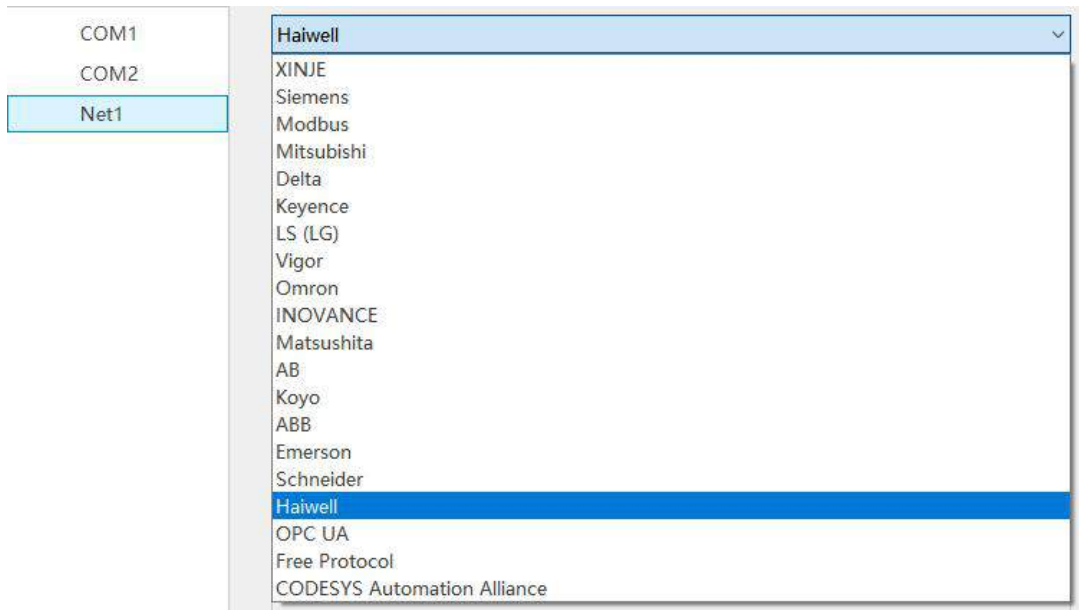 COM1
COM2
Net1
Haiwell
XINJE
Siemens
Modbus
Mitsubishi
Delta
Keyence
LS (LG)
Vigor
Omron
INOVANCE
Matsushita
AB
Koyo
ABB
Emerson
Schneider
Haiwell
OPC UA
Free Protocol
CODESYS Automation Alliance